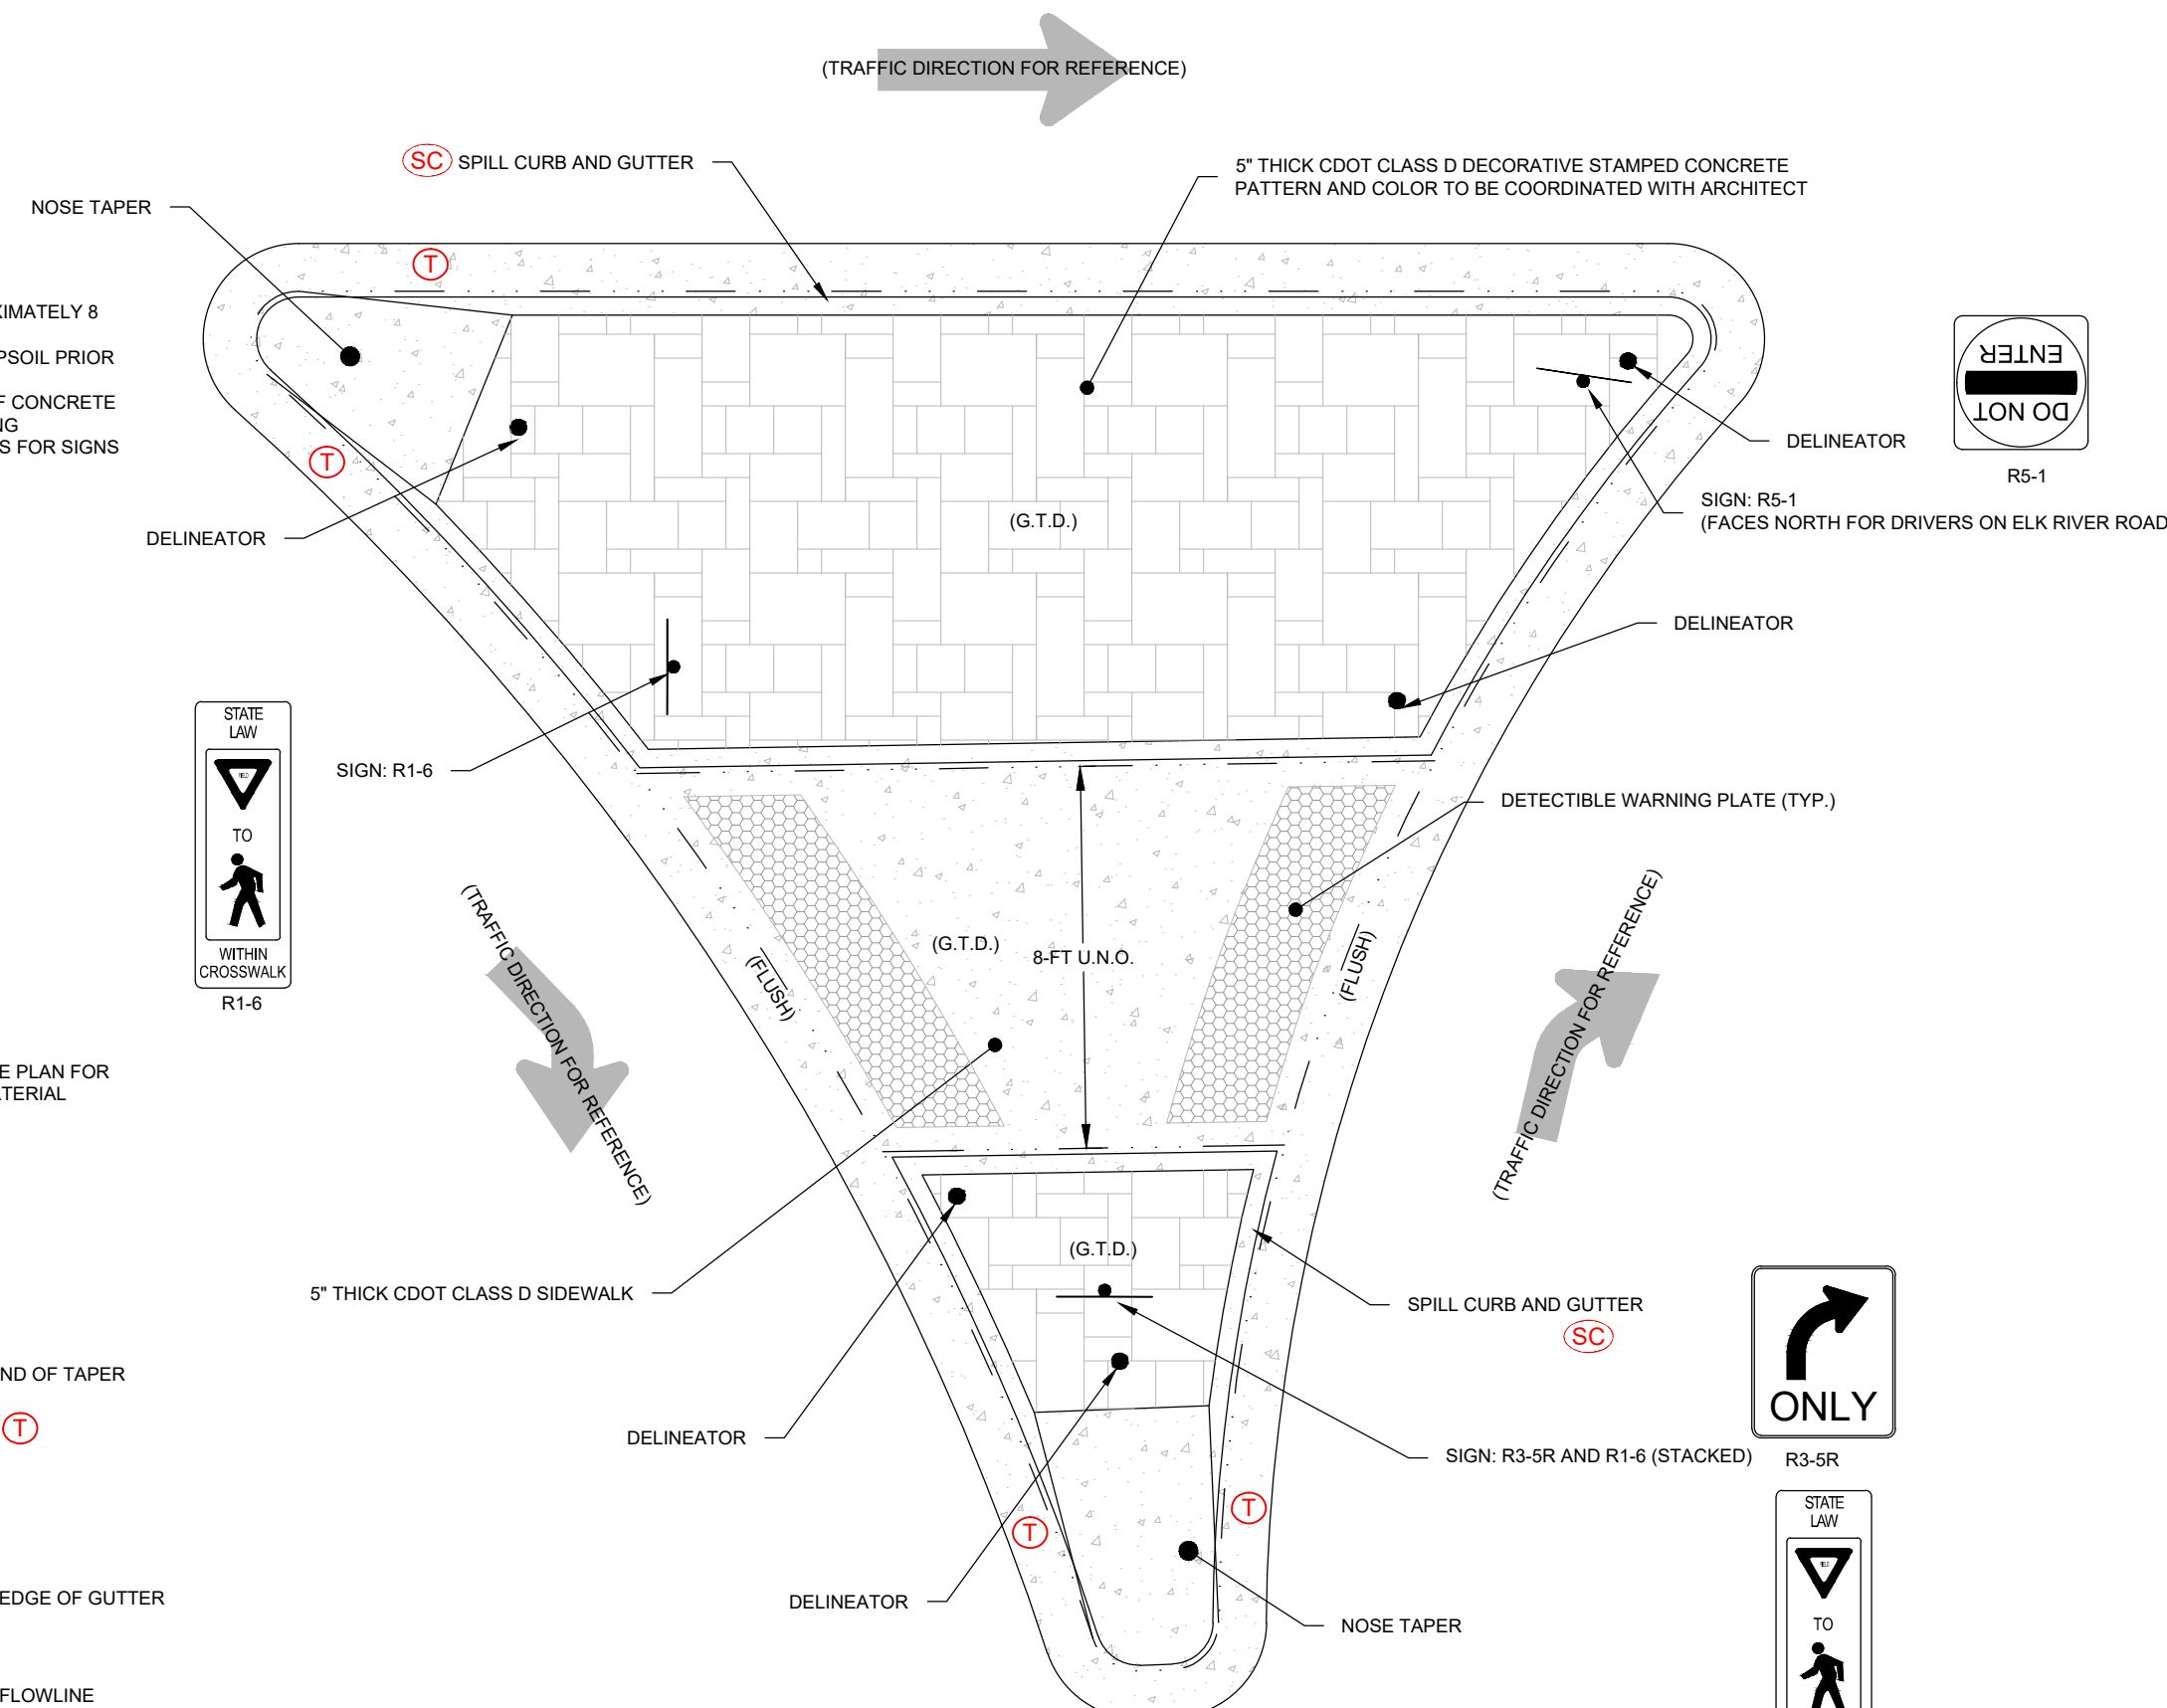 (TRAFFIC DIRECTION FOR REFERENCE)
SC SPILL CURB AND GUTTER
5" THICK CDOT CLASS D DECORATIVE STAMPED CONCRETE
PATTERN AND COLOR TO BE COORDINATED WITH ARCHITECT
NOSE TAPER
T
XIMATELY 8
PSOIL PRIOR
F CONCRETE
NG
S FOR SIGNS
T
DELINEATOR
DO NOT
ENTER
R5-1
DELINEATOR
SIGN: R5-1
(FACES NORTH FOR DRIVERS ON ELK RIVER ROAD
(G.T.D.)
DELINEATOR
STATE
LAW
YIELD
TO
WITHIN
CROSSWALK
R1-6
SIGN: R1-6
DETECTIBLE WARNING PLATE (TYP.)
(TRAFFIC DIRECTION FOR REFERENCE)
(FLUSH)
(G.T.D.)
8-FT U.N.O.
(FLUSH)
(TRAFFIC DIRECTION FOR REFERENCE)
E PLAN FOR
ATERIAL
5" THICK CDOT CLASS D SIDEWALK
(G.T.D.)
SPILL CURB AND GUTTER
SC
ONLY
R3-5R
ND OF TAPER
T
DELINEATOR
SIGN: R3-5R AND R1-6 (STACKED)
T
T
STATE
LAW
YIELD
TO
EDGE OF GUTTER
DELINEATOR
NOSE TAPER
FLOWLINE